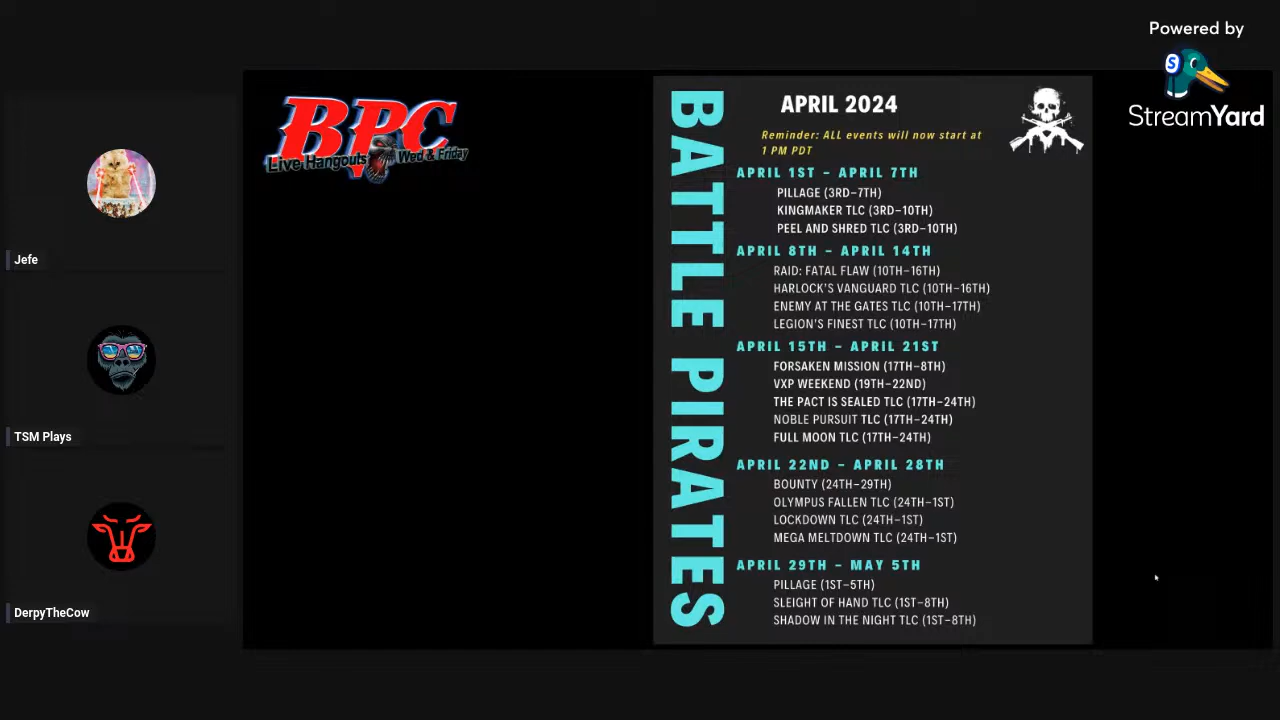 Powered by
StreamYard
BPC
Live Hangouts Wed & Friday
Jefe
TSM Plays
DerpyTheCow
BATTLE PIRATES
APRIL 2024
Reminder: ALL events will now start at
1 PM PDT
APRIL 1ST – APRIL 7TH
PILLAGE (3RD–7TH)
KINGMAKER TLC (3RD–10TH)
PEEL AND SHRED TLC (3RD–10TH)
APRIL 8TH – APRIL 14TH
RAID: FATAL FLAW (10TH–16TH)
HARLOCK'S VANGUARD TLC (10TH–16TH)
ENEMY AT THE GATES TLC (10TH–17TH)
LEGION'S FINEST TLC (10TH–17TH)
APRIL 15TH – APRIL 21ST
FORSAKEN MISSION (17TH–8TH)
VXP WEEKEND (19TH–22ND)
THE PACT IS SEALED TLC (17TH–24TH)
NOBLE PURSUIT TLC (17TH–24TH)
FULL MOON TLC (17TH–24TH)
APRIL 22ND – APRIL 28TH
BOUNTY (24TH–29TH)
OLYMPUS FALLEN TLC (24TH–1ST)
LOCKDOWN TLC (24TH–1ST)
MEGA MELTDOWN TLC (24TH–1ST)
APRIL 29TH – MAY 5TH
PILLAGE (1ST–5TH)
SLEIGHT OF HAND TLC (1ST–8TH)
SHADOW IN THE NIGHT TLC (1ST–8TH)